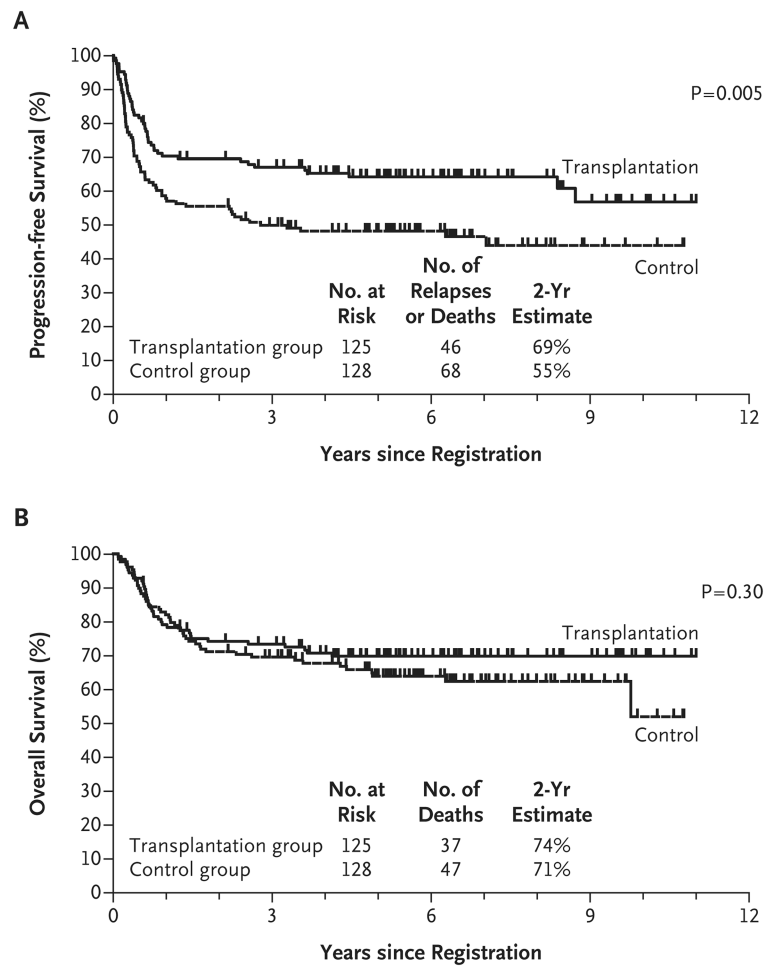 A
100
90
80
70
60
50
40
30
20
10
0
Progression-free Survival (%)
P=0.005
Transplantation
Control
No. at Risk
No. of Relapses or Deaths
2-Yr Estimate
Transplantation group 125 46 69%
Control group 128 68 55%
0 3 6 9 12
Years since Registration
B
100
90
80
70
60
50
40
30
20
10
0
Overall Survival (%)
P=0.30
Transplantation
Control
No. at Risk
No. of Deaths
2-Yr Estimate
Transplantation group 125 37 74%
Control group 128 47 71%
0 3 6 9 12
Years since Registration